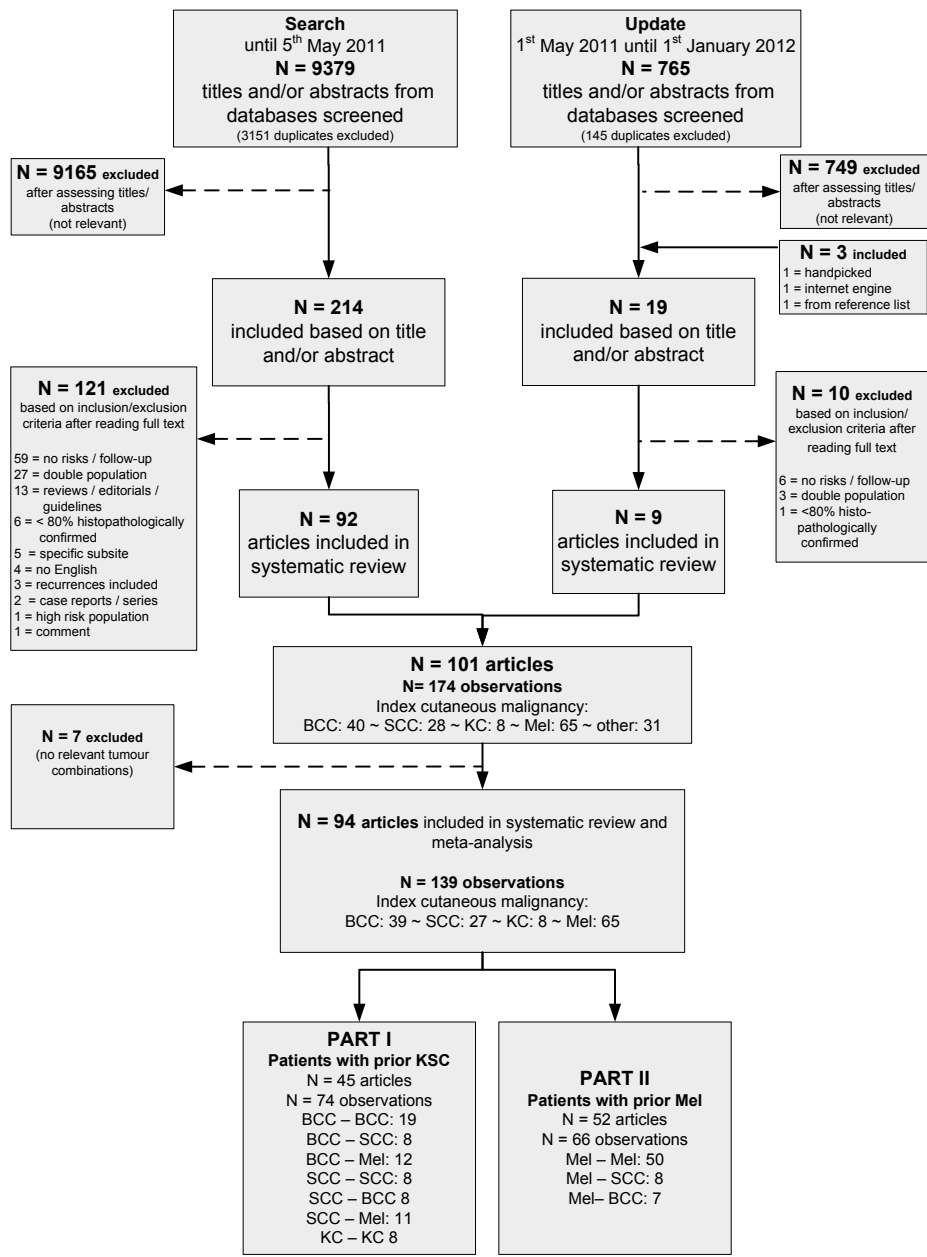 Search
until 5th May 2011
N = 9379
titles and/or abstracts from
databases screened
(3151 duplicates excluded)
Update
1st May 2011 until 1st January 2012
N = 765
titles and/or abstracts from
databases screened
(145 duplicates excluded)
N = 9165 excluded
after assessing titles/
abstracts
(not relevant)
N = 749 excluded
after assessing titles/
abstracts
(not relevant)
N = 3 included
1 = handpicked
1 = internet engine
1 = from reference list
N = 214
included based on title
and/or abstract
N = 19
included based on title
and/or abstract
N = 121 excluded
based on inclusion/exclusion
criteria after reading full text
59 = no risks / follow-up
27 = double population
13 = reviews / editorials /
guidelines
6 = < 80% histopathologically
confirmed
5 = specific subsite
4 = no English
3 = recurrences included
2 = case reports / series
1 = high risk population
1 = comment
N = 10 excluded
based on inclusion/
exclusion criteria after
reading full text
6 = no risks / follow-up
3 = double population
1 = <80% histo-
pathologically
confirmed
N = 92
articles included in
systematic review
N = 9
articles included in
systematic review
N = 101 articles
N= 174 observations
Index cutaneous malignancy:
BCC: 40 ~ SCC: 28 ~ KC: 8 ~ Mel: 65 ~ other: 31
N = 7 excluded
(no relevant tumour
combinations)
N = 94 articles included in systematic review and
meta-analysis
N = 139 observations
Index cutaneous malignancy:
BCC: 39 ~ SCC: 27 ~ KC: 8 ~ Mel: 65
PART I
Patients with prior KSC
N = 45 articles
N = 74 observations
BCC – BCC: 19
BCC – SCC: 8
BCC – Mel: 12
SCC – SCC: 8
SCC – BCC 8
SCC – Mel: 11
KC – KC 8
PART II
Patients with prior Mel
N = 52 articles
N = 66 observations
Mel – Mel: 50
Mel – SCC: 8
Mel– BCC: 7